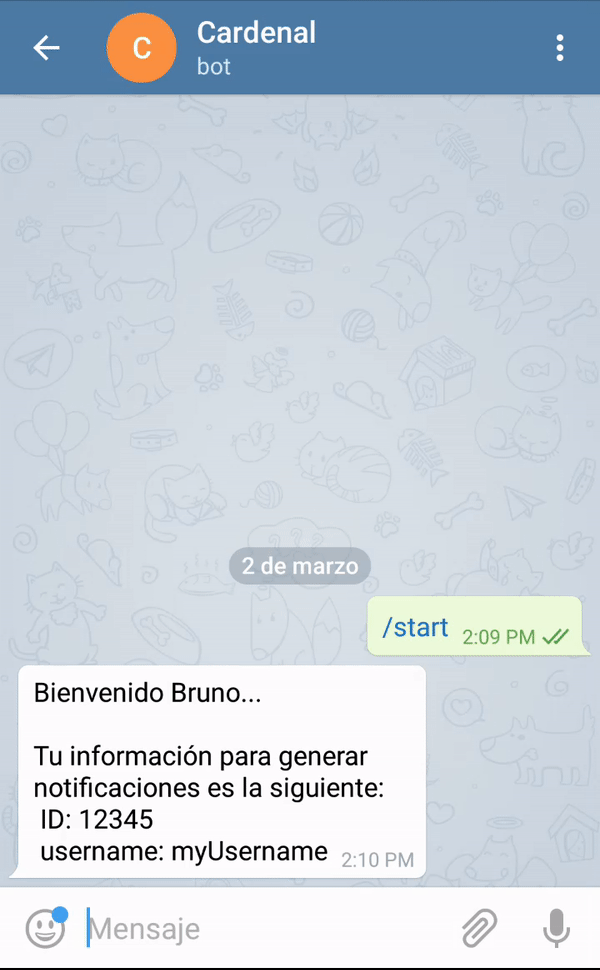 C
Cardenal
bot
2 de marzo
/start 2:09 PM
Bienvenido Bruno...
Tu información para generar
notificaciones es la siguiente:
ID: 12345
username: myUsername 2:10 PM
Mensaje